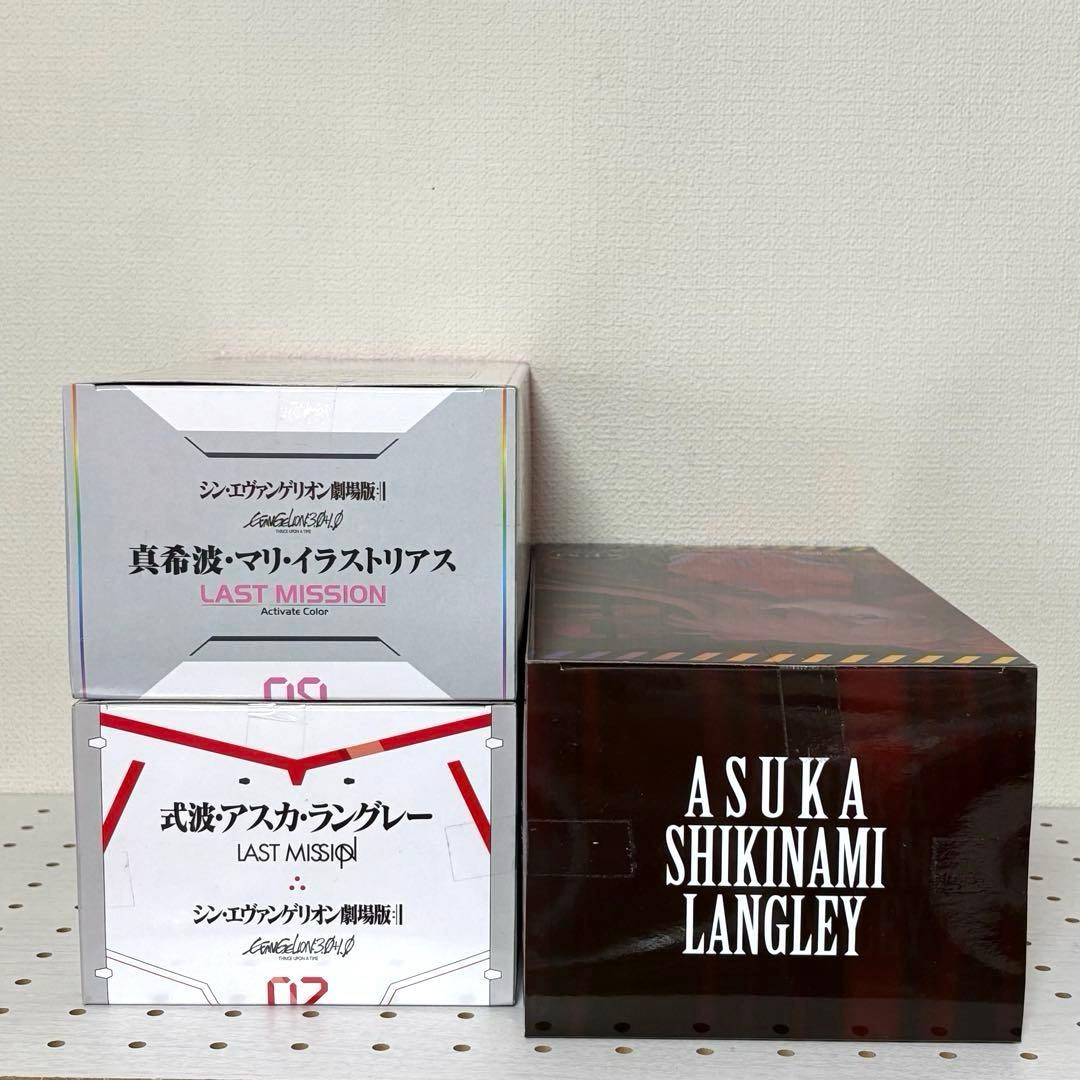 シン・エヴァンゲリオン劇場版:||
EVANGELION:3.0+1.0
THRICE UPON A TIME
真希波・マリ・イラストリアス
LAST MISSION
Activate Color
式波・アスカ・ラングレー
LAST MISSION
シン・エヴァンゲリオン劇場版:||
EVANGELION:3.0+1.0
THRICE UPON A TIME
02
ASUKA
SHIKINAMI
LANGLEY